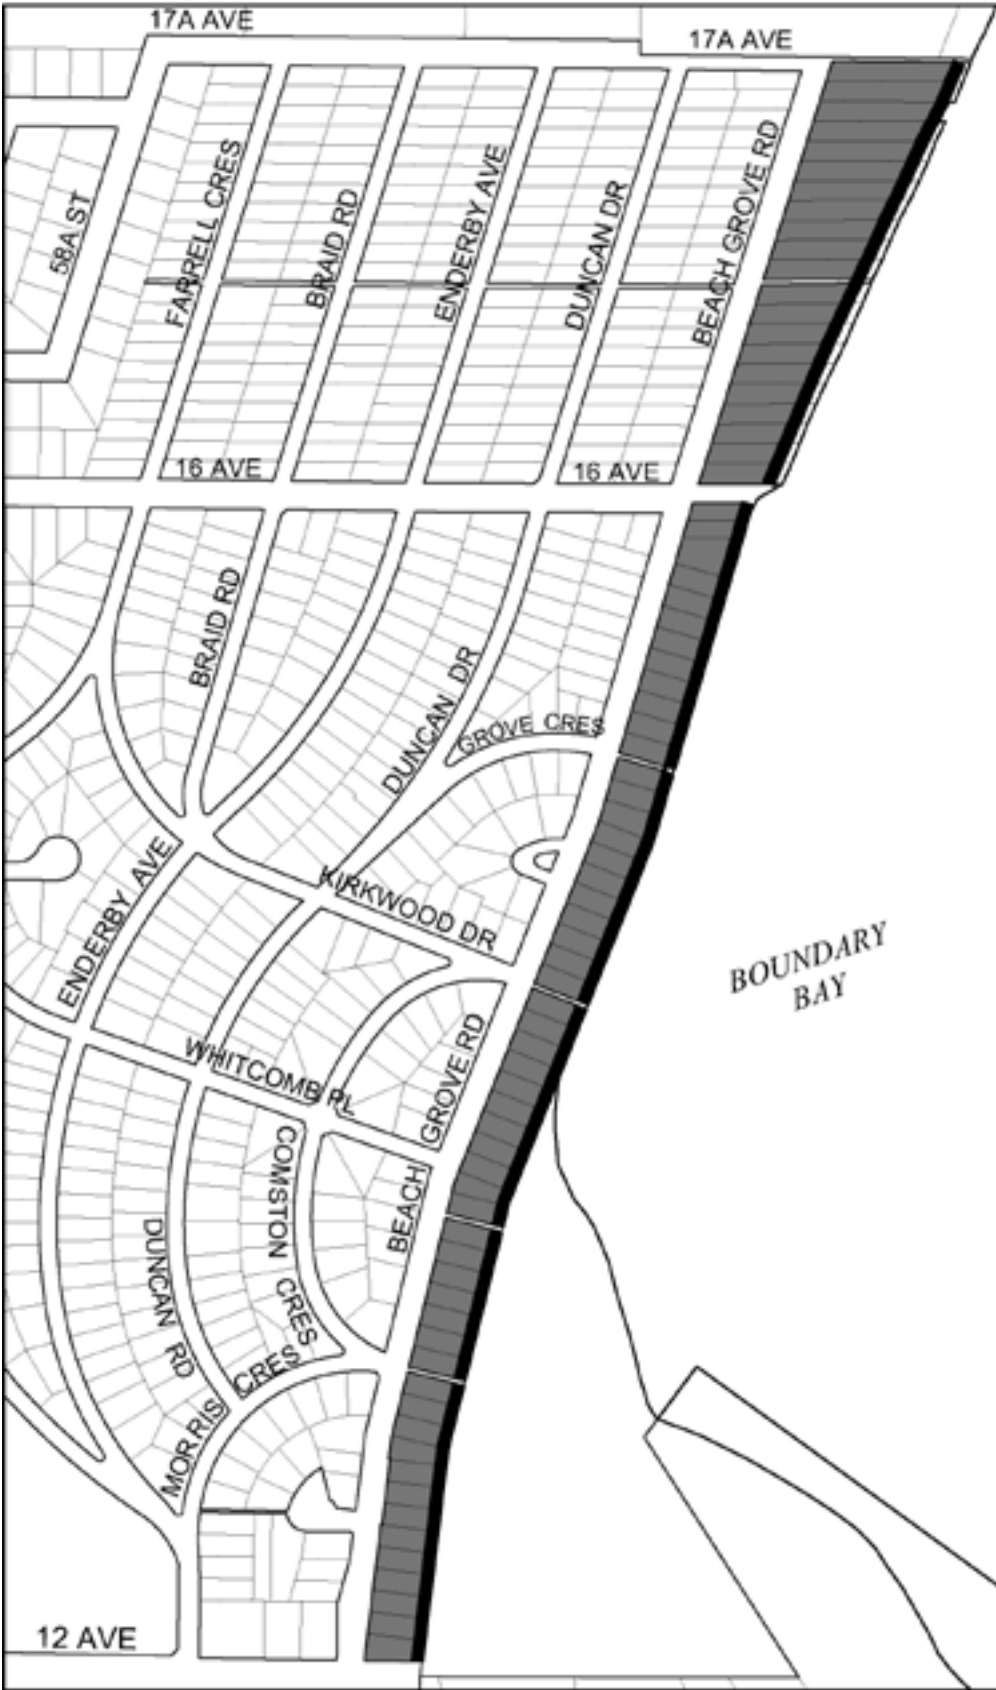 17A AVE
17A AVE
58A ST
FARRELL CRES
BRAID RD
ENDERBY AVE
DUNCAN DR
BEACH GROVE RD
16 AVE
16 AVE
BRAID RD
DUNCAN DR
GROVE CRES
ENDERBY AVE
KIRKWOOD DR
BOUNDARY
BAY
WHITCOMB PL
GROVE RD
BEACH
COMSTON CRES
DUNCAN RD
CRES
MORRIS
12 AVE